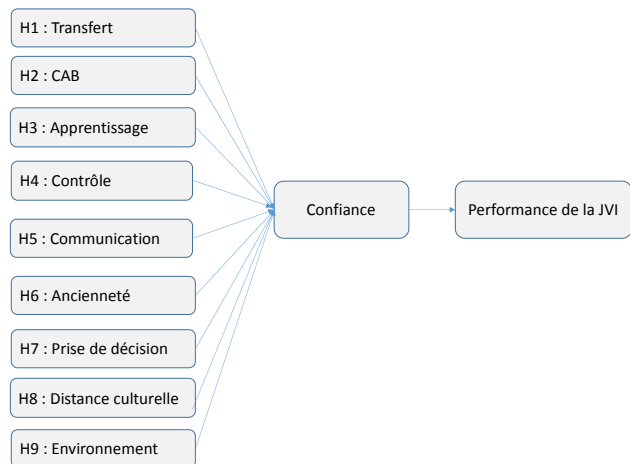 H1 : Transfert
H2 : CAB
H3 : Apprentissage
H4 : Contrôle
H5 : Communication
H6 : Ancienneté
H7 : Prise de décision
H8 : Distance culturelle
H9 : Environnement
Confiance
Performance de la JVI